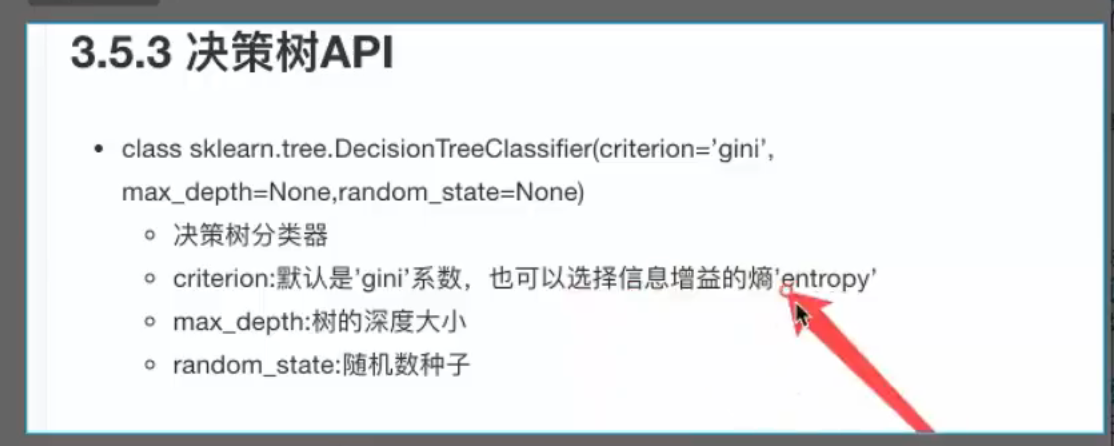 3.5.3 决策树API
class sklearn.tree.DecisionTreeClassifier(criterion=’gini’,
max_depth=None,random_state=None)
决策树分类器
criterion:默认是’gini’系数，也可以选择信息增益的熵’entropy’
max_depth:树的深度大小
random_state:随机数种子